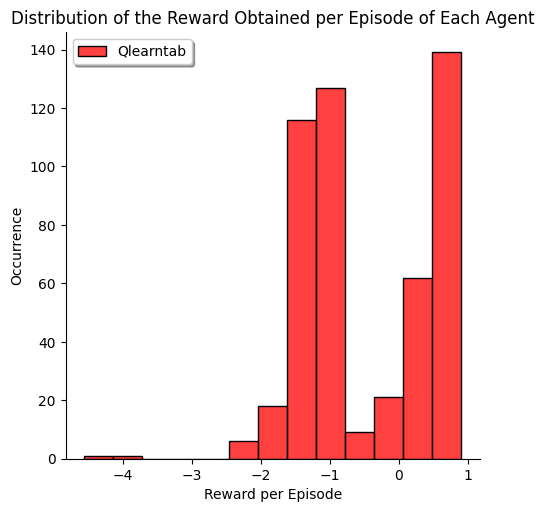 Distribution of the Reward Obtained per Episode of Each Agent
Qlearntab
140
120
100
80
60
40
20
0
Occurrence
−4 −3 −2 −1 0 1
Reward per Episode